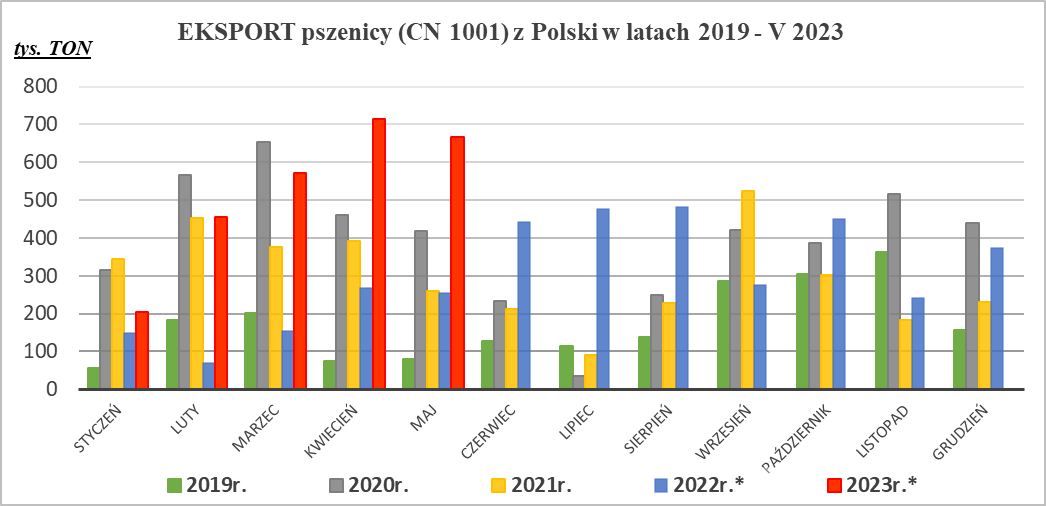 EKSPORT pszenicy (CN 1001) z Polski w latach 2019 - V 2023
tys. TON
800
700
600
500
400
300
200
100
0
STYCZEŃ
LUTY
MARZEC
KWIECIEŃ
MAJ
CZERWIEC
LIPIEC
SIERPIEŃ
WRZESIEŃ
PAŹDZIERNIK
LISTOPAD
GRUDZIEŃ
2019r. 2020r. 2021r. 2022r.* 2023r.*